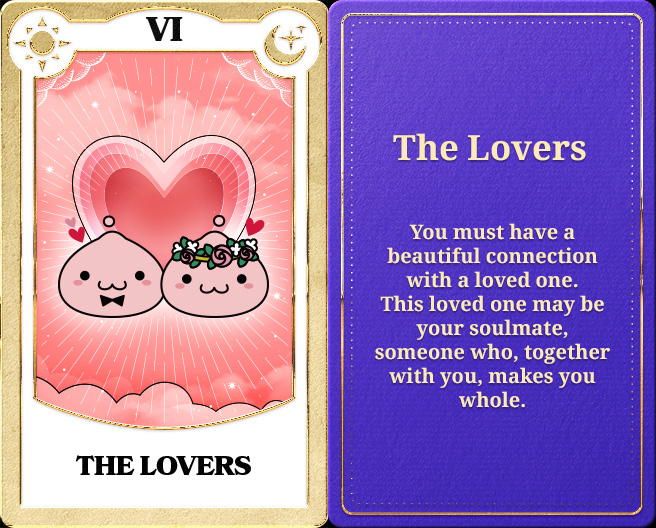 VI
THE LOVERS
The Lovers
You must have a
beautiful connection
with a loved one.
This loved one may be
your soulmate,
someone who, together
with you, makes you
whole.